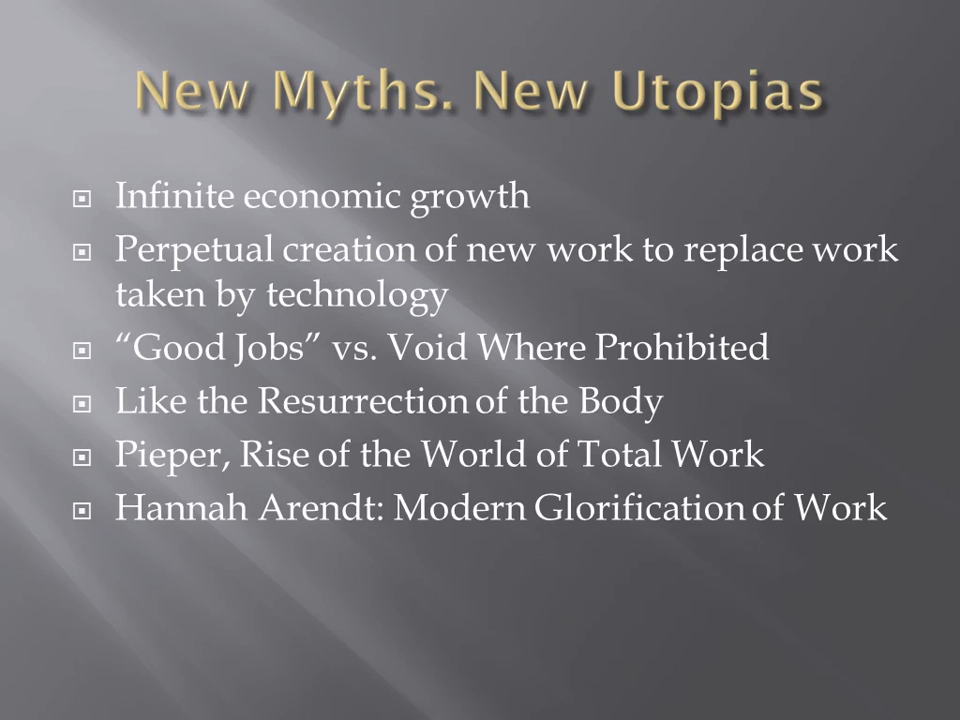 New Myths. New Utopias
Infinite economic growth
Perpetual creation of new work to replace work
taken by technology
“Good Jobs” vs. Void Where Prohibited
Like the Resurrection of the Body
Pieper, Rise of the World of Total Work
Hannah Arendt: Modern Glorification of Work